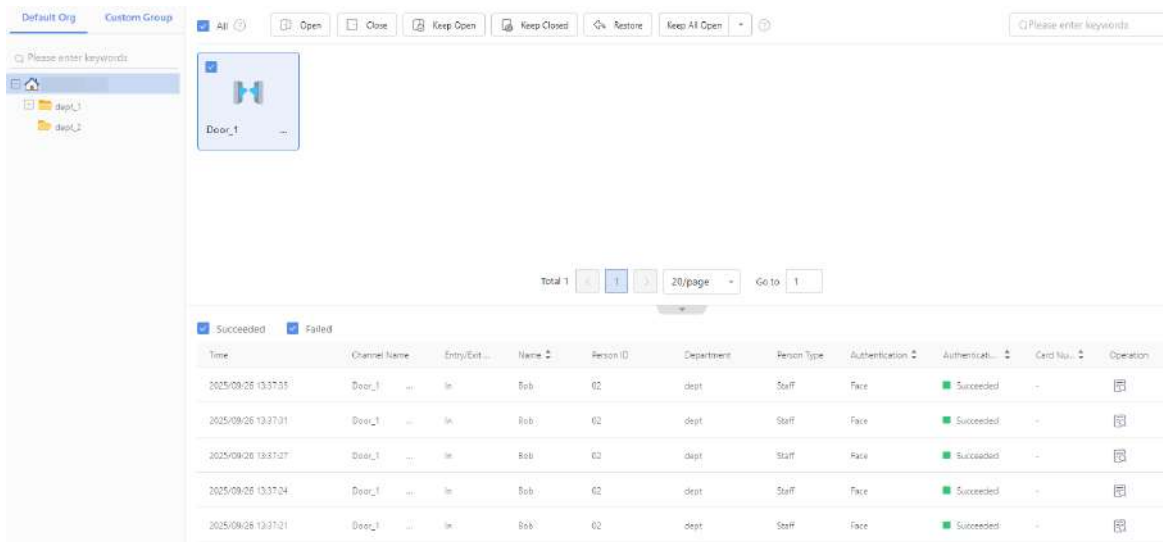 Default Org Custom Group
All Open Close Keep Open Keep Closed Restore Keep All Open Please enter keywords
Please enter keywords
dept_1
dept_2
Door_1 ...
Total 1 1 20/page Go to 1
Succeeded Failed
Time Channel Name Entry/Exit ... Name Person ID Department Person Type Authentication Authenticati... Card Nu... Operation
2025/09/26 13:37:35 Door_1 ... In Bob 02 dept Staff Face Succeeded -
2025/09/26 13:37:31 Door_1 ... In Bob 02 dept Staff Face Succeeded -
2025/09/26 13:37:27 Door_1 ... In Bob 02 dept Staff Face Succeeded -
2025/09/26 13:37:24 Door_1 ... In Bob 02 dept Staff Face Succeeded -
2025/09/26 13:37:21 Door_1 ... In Bob 02 dept Staff Face Succeeded -